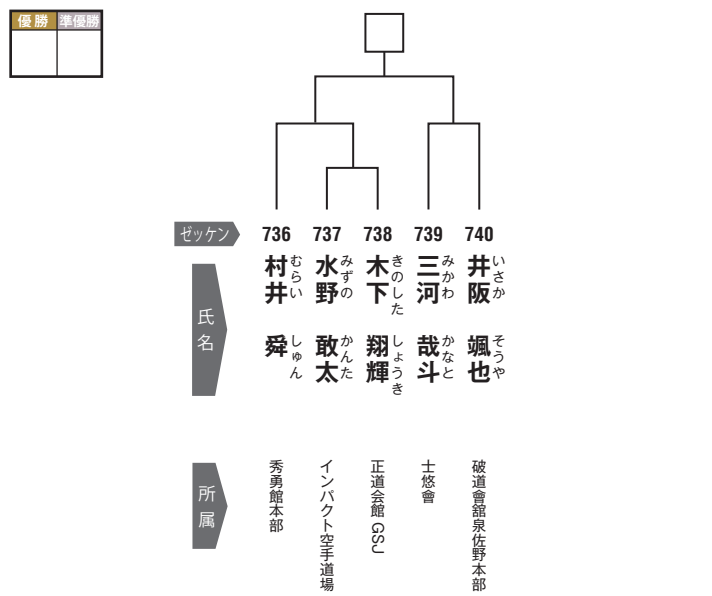 優勝
準優勝
ゼッケン
736
737
738
739
740
氏名
村井 舜
むらい しゅん
水野 敢太
みずの かんた
木下 翔輝
きのした しょうき
三河 哉斗
みかわ かなと
井阪 颯也
いさか そうや
所属
秀勇館本部
インパクト空手道場
正道会館 GSJ
士悠會
破道會舘泉佐野本部